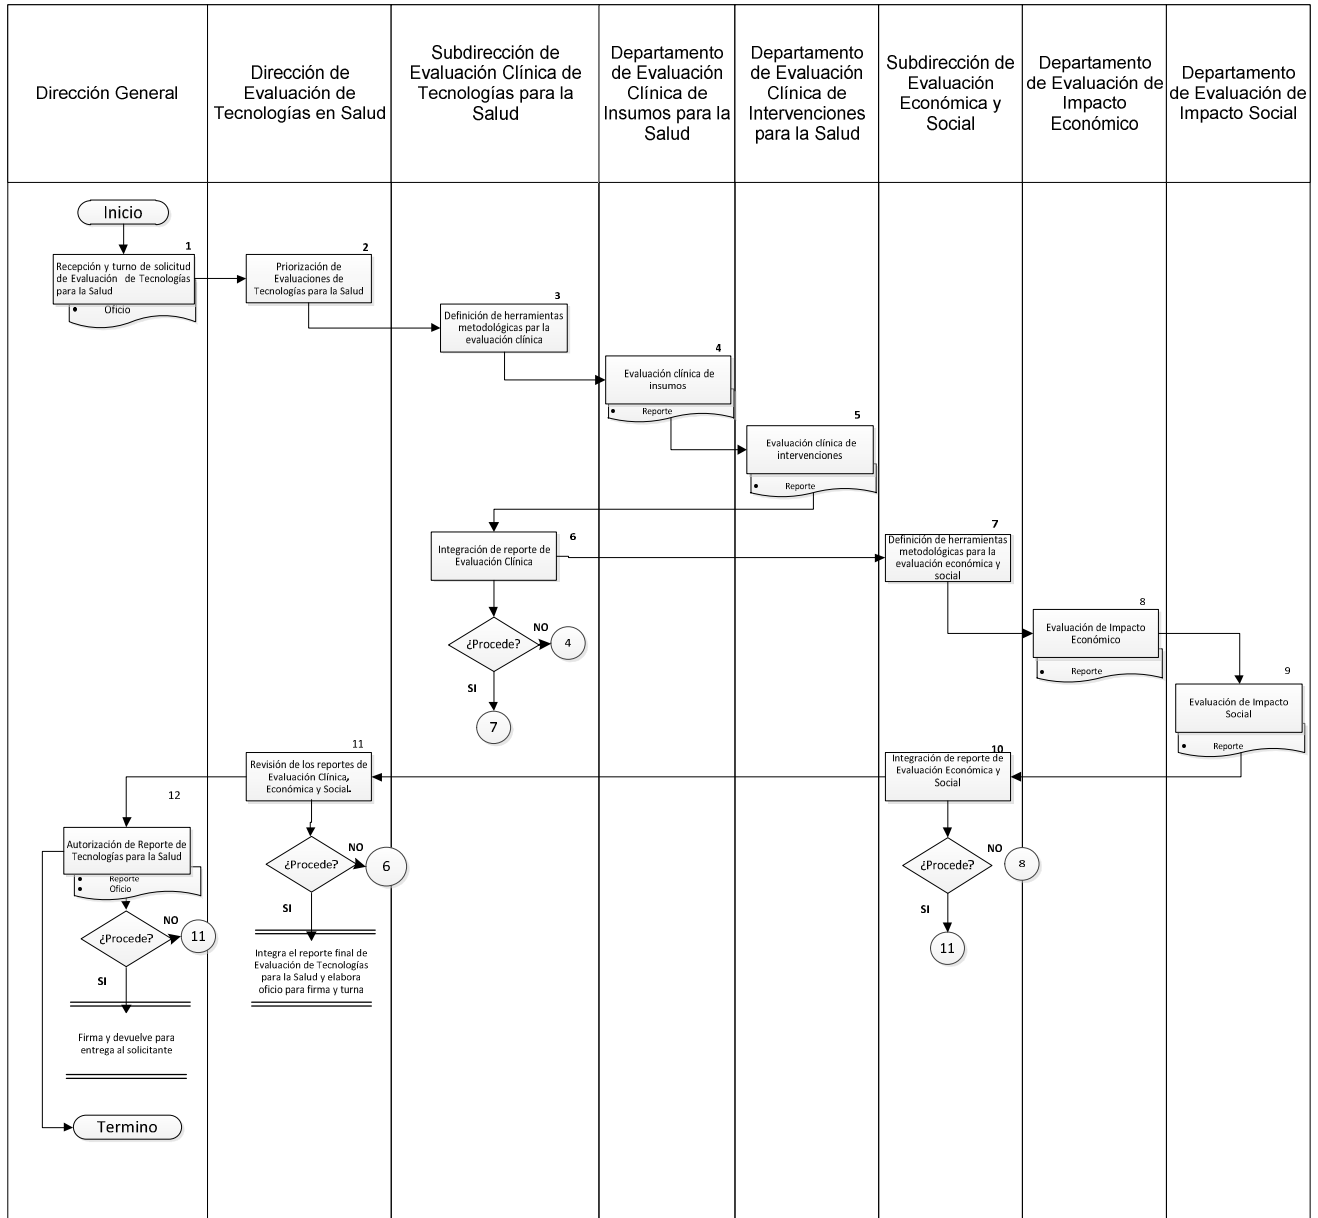 Dirección General
Dirección de
Evaluación de
Tecnologías en Salud
Subdirección de
Evaluación Clínica de
Tecnologías para la
Salud
Departamento
de Evaluación
Clínica de
Insumos para la
Salud
Departamento
de Evaluación
Clínica de
Intervenciones
para la Salud
Subdirección de
Evaluación
Económica y
Social
Departamento
de Evaluación de
Impacto
Económico
Departamento
de Evaluación de
Impacto Social
Inicio
1
Recepción y turno de solicitud
de Evaluación de Tecnologías
para la Salud
• Oficio
2
Priorización de
Evaluaciones de
Tecnologías para la Salud
3
Definición de herramientas
metodológicas par la
evaluación clínica
4
Evaluación clínica de
insumos
• Reporte
5
Evaluación clínica de
intervenciones
• Reporte
6
Integración de reporte de
Evaluación Clínica
¿Procede?
NO
4
SI
7
7
Definición de herramientas
metodológicas para la
evaluación económica y
social
8
Evaluación de Impacto
Económico
• Reporte
9
Evaluación de Impacto
Social
• Reporte
10
Integración de reporte de
Evaluación Económica y
Social
¿Procede?
NO
8
SI
11
11
Revisión de los reportes de
Evaluación Clínica,
Económica y Social.
¿Procede?
NO
6
SI
Integra el reporte final de
Evaluación de Tecnologías
para la Salud y elabora
oficio para firma y turna
12
Autorización de Reporte de
Tecnologías para la Salud
• Reporte
• Oficio
¿Procede?
NO
11
SI
Firma y devuelve para
entrega al solicitante
Termino